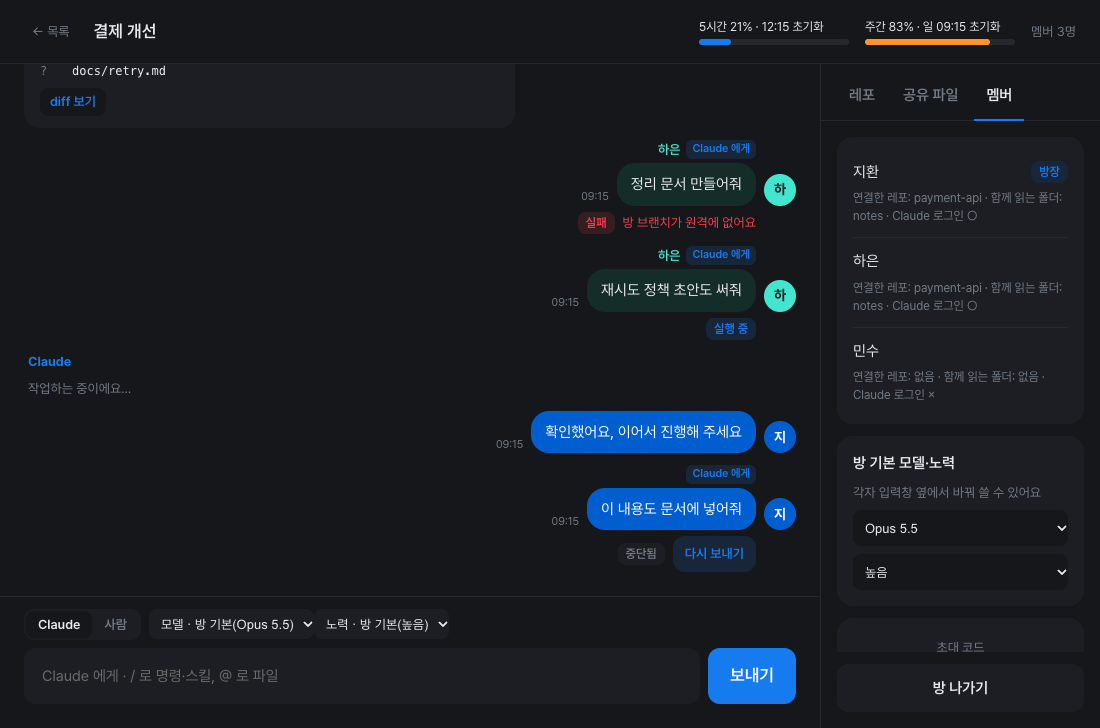 ← 목록
결제 개선
5시간 21% · 12:15 초기화
주간 83% · 일 09:15 초기화
멤버 3명
? docs/retry.md
diff 보기
하은 Claude 에게
정리 문서 만들어줘
09:15
하
실패 방 브랜치가 원격에 없어요
하은 Claude 에게
재시도 정책 초안도 써줘
09:15
하
실행 중
Claude
작업하는 중이에요...
확인했어요, 이어서 진행해 주세요
09:15
지
Claude 에게
이 내용도 문서에 넣어줘
09:15
지
중단됨 다시 보내기
Claude 사람 모델 · 방 기본(Opus 5.5) 노력 · 방 기본(높음)
Claude 에게 · / 로 명령·스킬, @ 로 파일
보내기
레포 공유 파일 멤버
지환 방장
연결한 레포: payment-api · 함께 읽는 폴더:
notes · Claude 로그인 ○
하은
연결한 레포: payment-api · 함께 읽는 폴더:
notes · Claude 로그인 ○
민수
연결한 레포: 없음 · 함께 읽는 폴더: 없음 ·
Claude 로그인 ×
방 기본 모델·노력
각자 입력창 옆에서 바꿔 쓸 수 있어요
Opus 5.5
높음
초대 코드
방 나가기